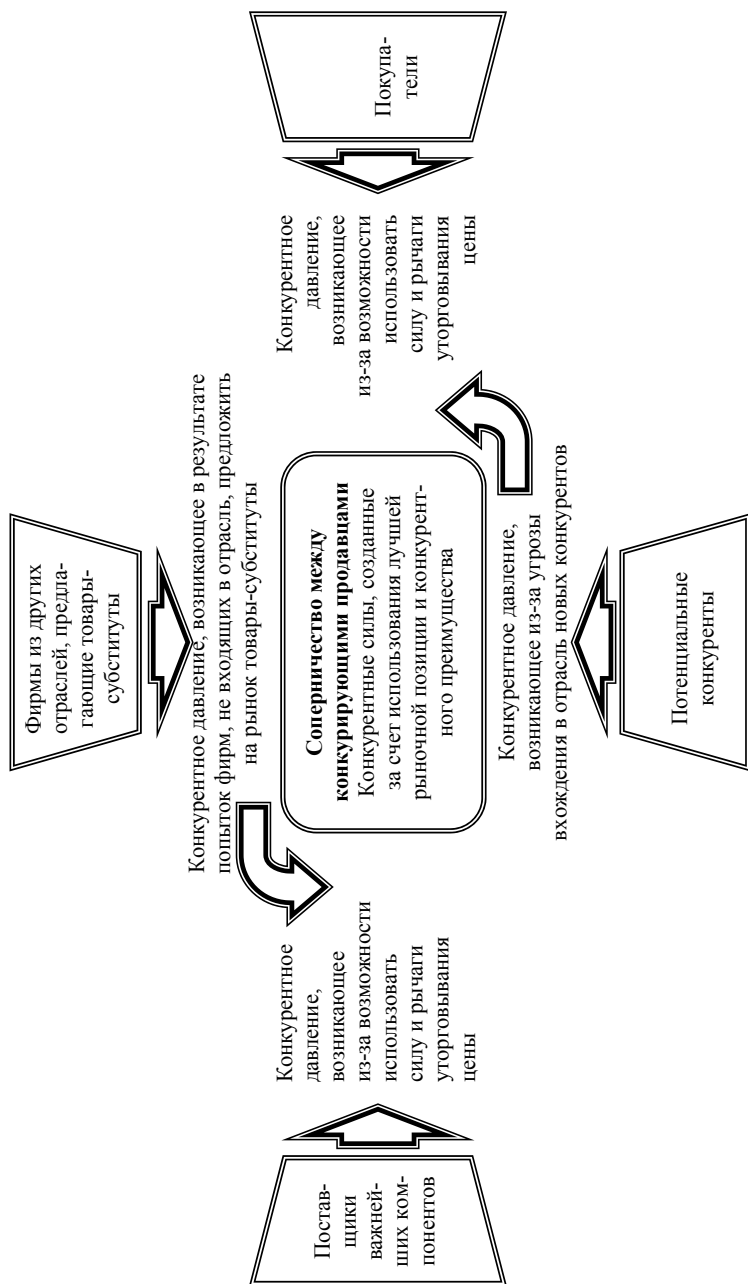 Фирмы из других
отраслей, предла-
гающие товары-
субституты
Конкурентное давление, возникающее в результате
попыток фирм, не входящих в отрасль, предложить
на рынок товары-субституты
Постав-
щики
важней-
ших ком-
понентов
Конкурентное
давление,
возникающее
из-за возможности
использовать
силу и рычаги
уторговывания
цены
Соперничество между
конкурирующими продавцами
Конкурентные силы, созданные
за счет использования лучшей
рыночной позиции и конкурент-
ного преимущества
Конкурентное
давление,
возникающее
из-за возможности
использовать
силу и рычаги
уторговывания
цены
Покупа-
тели
Конкурентное давление,
возникающее из-за угрозы
вхождения в отрасль новых конкурентов
Потенциальные
конкуренты